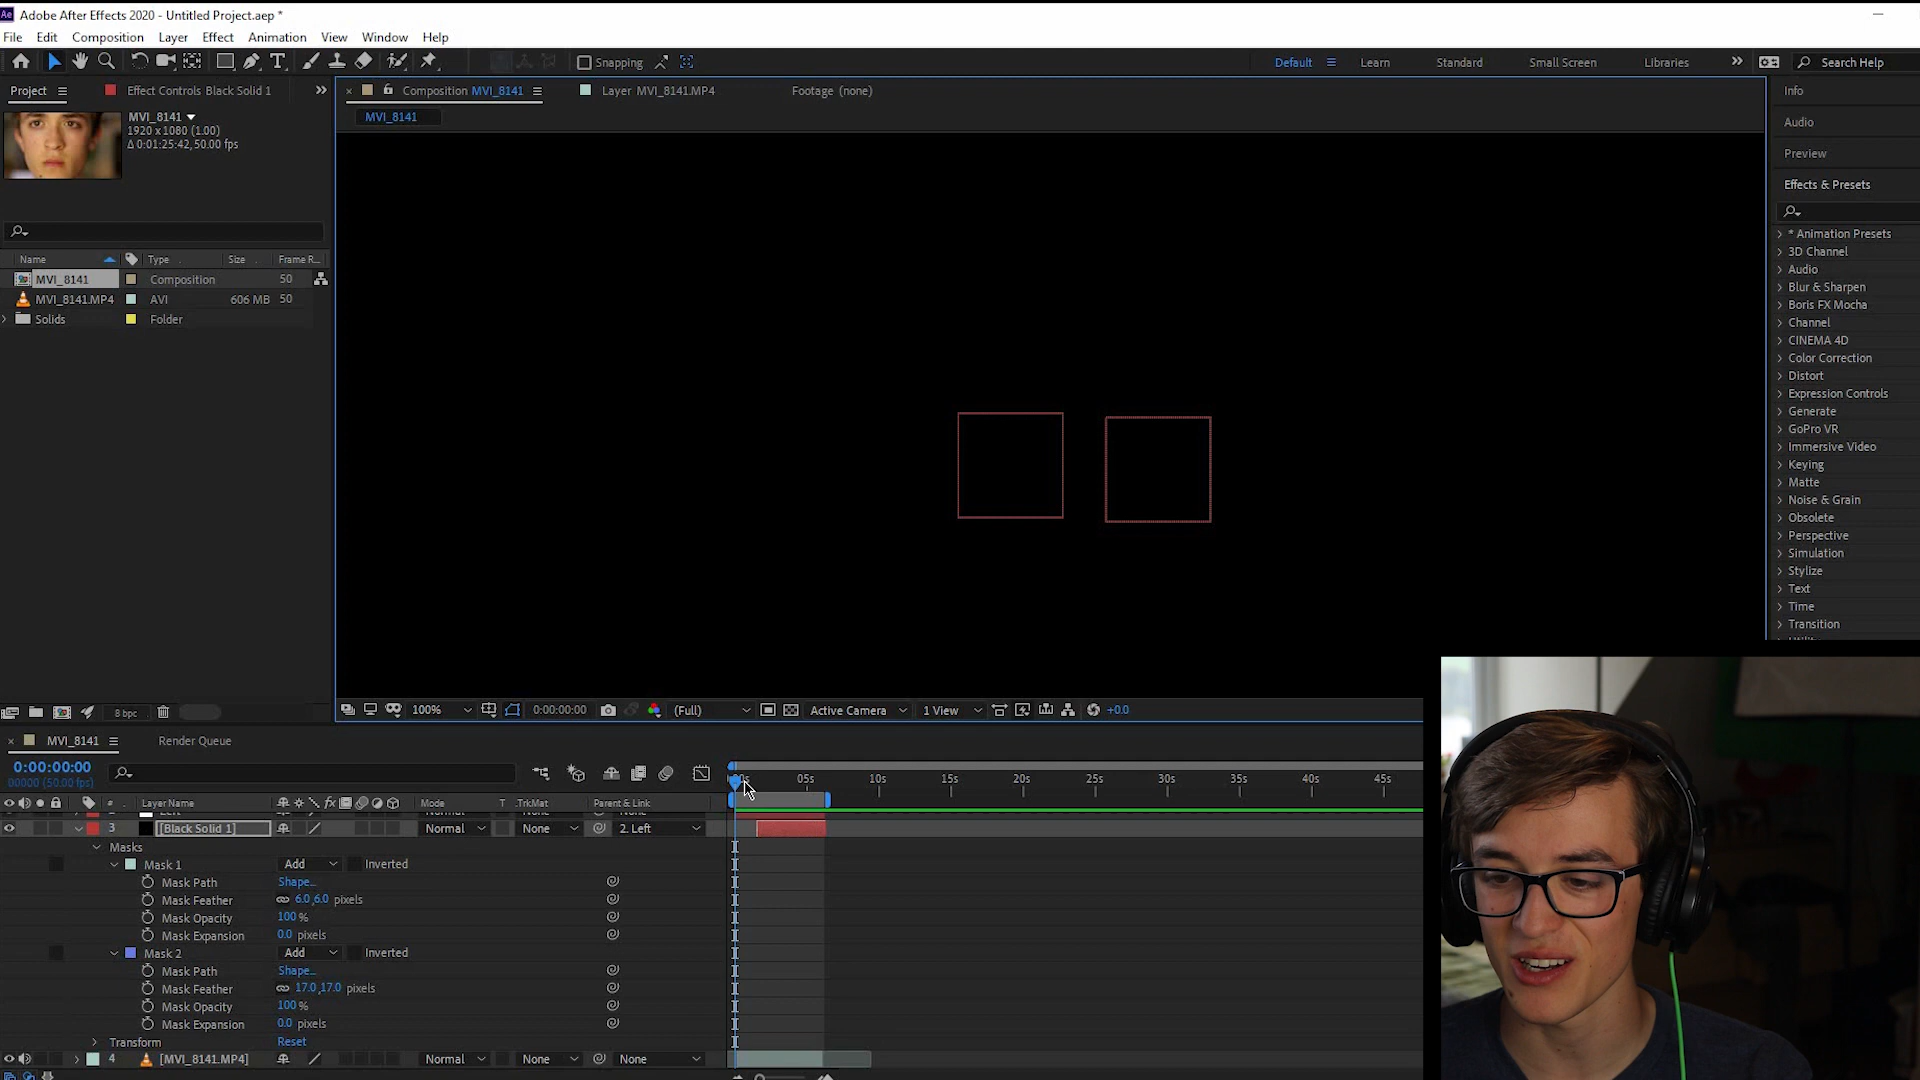 Ae Adobe After Effects 2020 - Untitled Project.aep *
File Edit Composition Layer Effect Animation View Window Help
Snapping Default Learn Standard Small Screen Libraries Search Help
Project Effect Controls Black Solid 1 Composition MVI_8141 Layer MVI_8141.MP4 Footage (none)
MVI_8141
MVI_8141
1920 x 1080 (1.00)
Δ 0:01:25:42, 50.00 fps
Name Type Size Frame R...
MVI_8141 Composition 50
MVI_8141.MP4 AVI 606 MB 50
Solids Folder
Info
Audio
Preview
Effects & Presets
* Animation Presets
3D Channel
Audio
Blur & Sharpen
Boris FX Mocha
Channel
CINEMA 4D
Color Correction
Distort
Expression Controls
Generate
GoPro VR
Immersive Video
Keying
Matte
Noise & Grain
Obsolete
Perspective
Simulation
Stylize
Text
Time
Transition
8 bpc
100% 0:00:00:00 (Full) Active Camera 1 View +0.0
MVI_8141 Render Queue
0:00:00:00
00000 (50.00 fps)
05s 10s 15s 20s 25s 30s 35s 40s 45s
# Layer Name fx Mode T .TrkMat Parent & Link
3 [Black Solid 1] Normal None 2. Left
Masks
Mask 1 Add Inverted
Mask Path Shape...
Mask Feather 6.0,6.0 pixels
Mask Opacity 100 %
Mask Expansion 0.0 pixels
Mask 2 Add Inverted
Mask Path Shape...
Mask Feather 17.0,17.0 pixels
Mask Opacity 100 %
Mask Expansion 0.0 pixels
Transform Reset
4 [MVI_8141.MP4] Normal None None